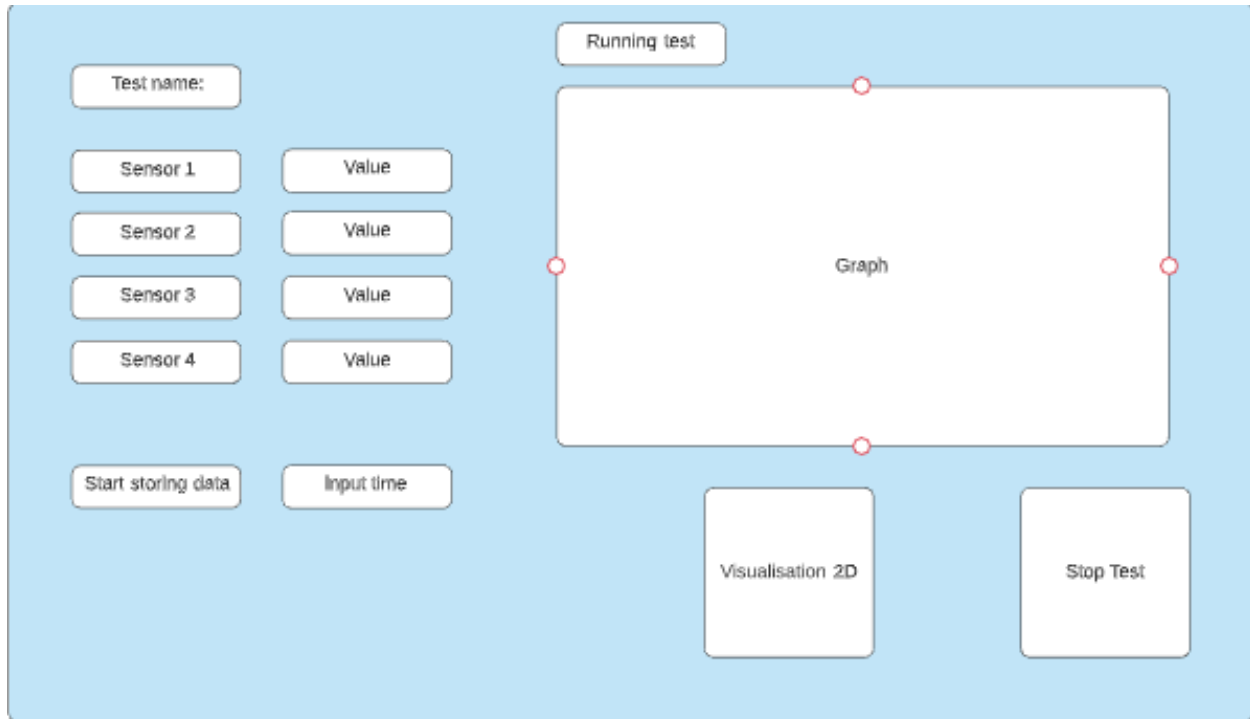 Running test
Test name:
Sensor 1
Value
Sensor 2
Value
Sensor 3
Value
Sensor 4
Value
Graph
Start storing data
Input time
Visualisation 2D
Stop Test